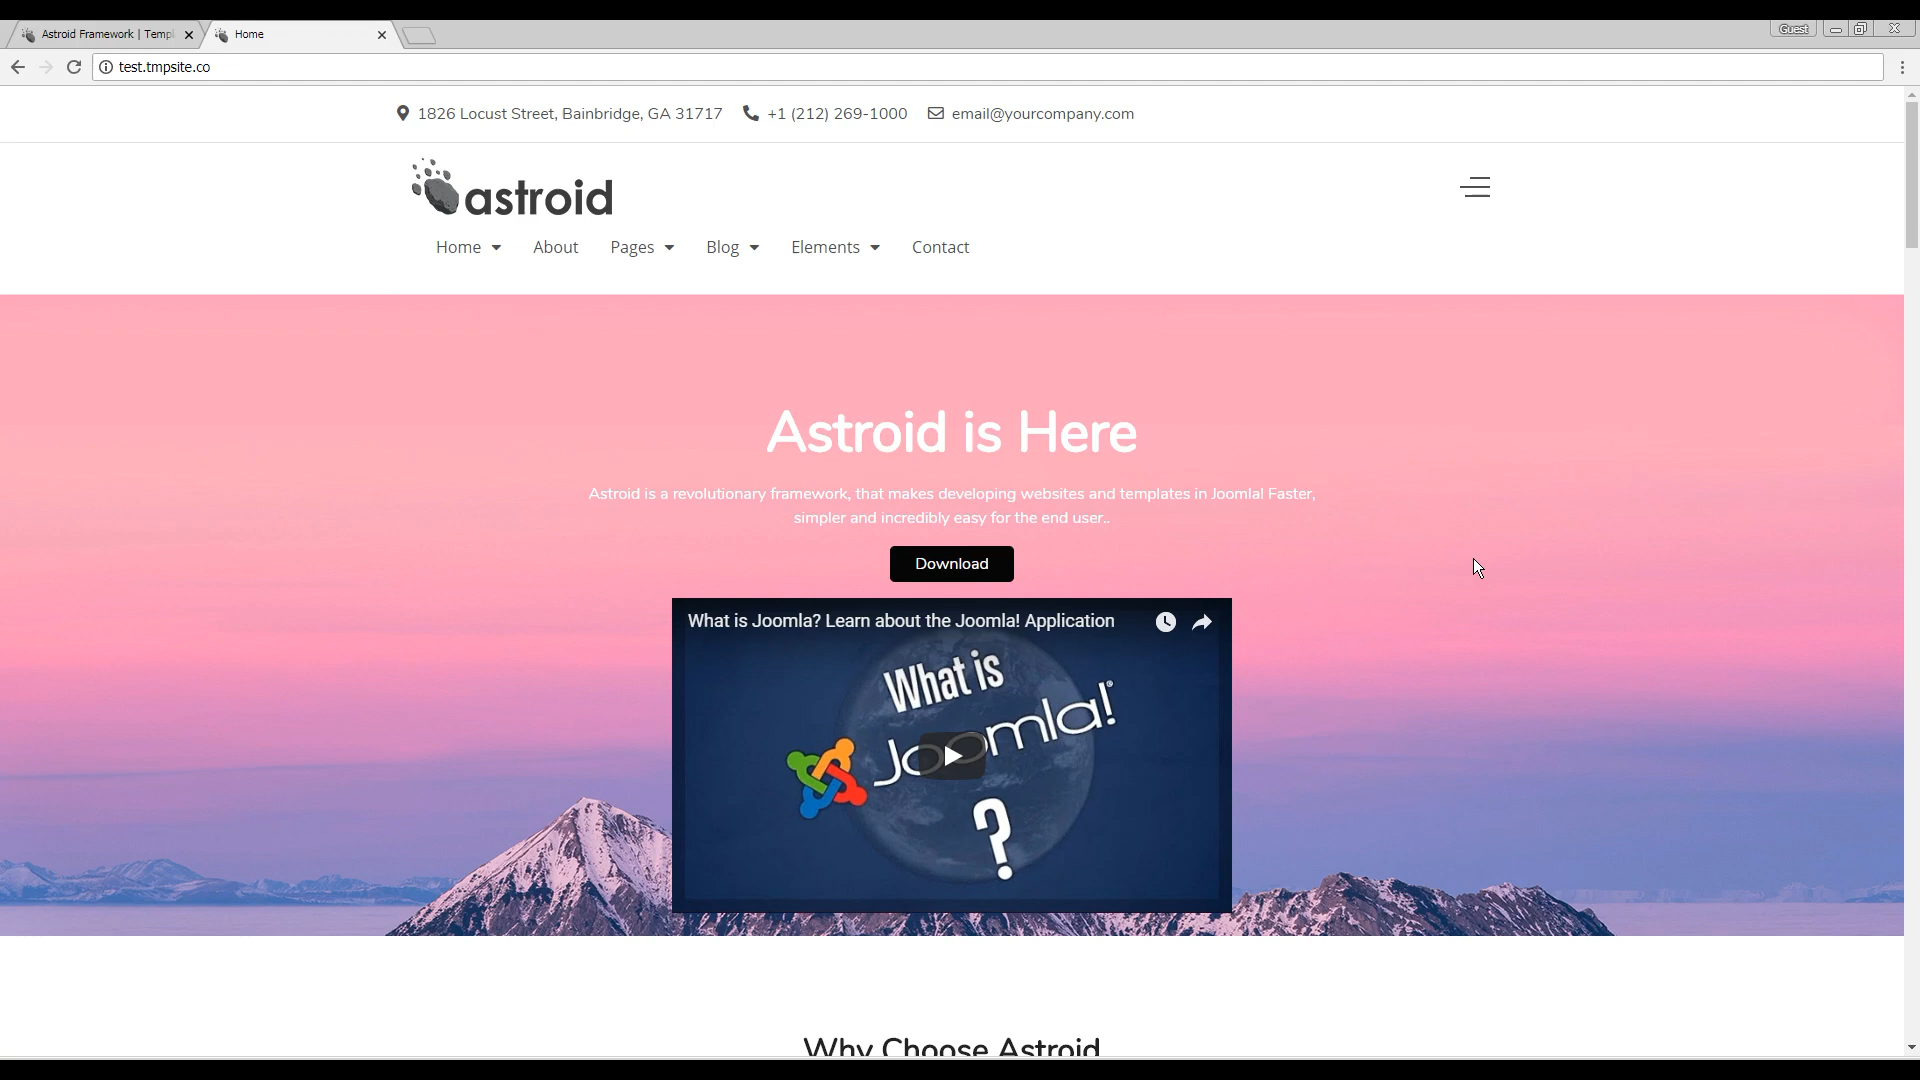 Astroid Framework | Templ
Home
Guest
test.tmpsite.co
1826 Locust Street, Bainbridge, GA 31717
+1 (212) 269-1000
email@yourcompany.com
astroid
Home
About
Pages
Blog
Elements
Contact
Astroid is Here
Astroid is a revolutionary framework, that makes developing websites and templates in Joomla! Faster,
simpler and incredibly easy for the end user..
Download
What is Joomla? Learn about the Joomla! Application
What is
Joomla!®
?
Why Choose Astroid